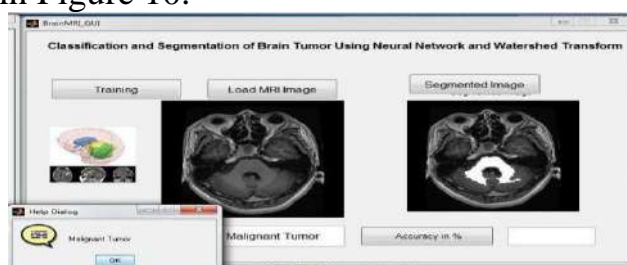 in Figure 10.
BrainMRI_GUI
Classification and Segmentation of Brain Tumor Using Neural Network and Watershed Transform
Training
Load MRI Image
Segmented Image
Help Dialog
Malignant Tumor
OK
Malignant Tumor
Accuracy in %